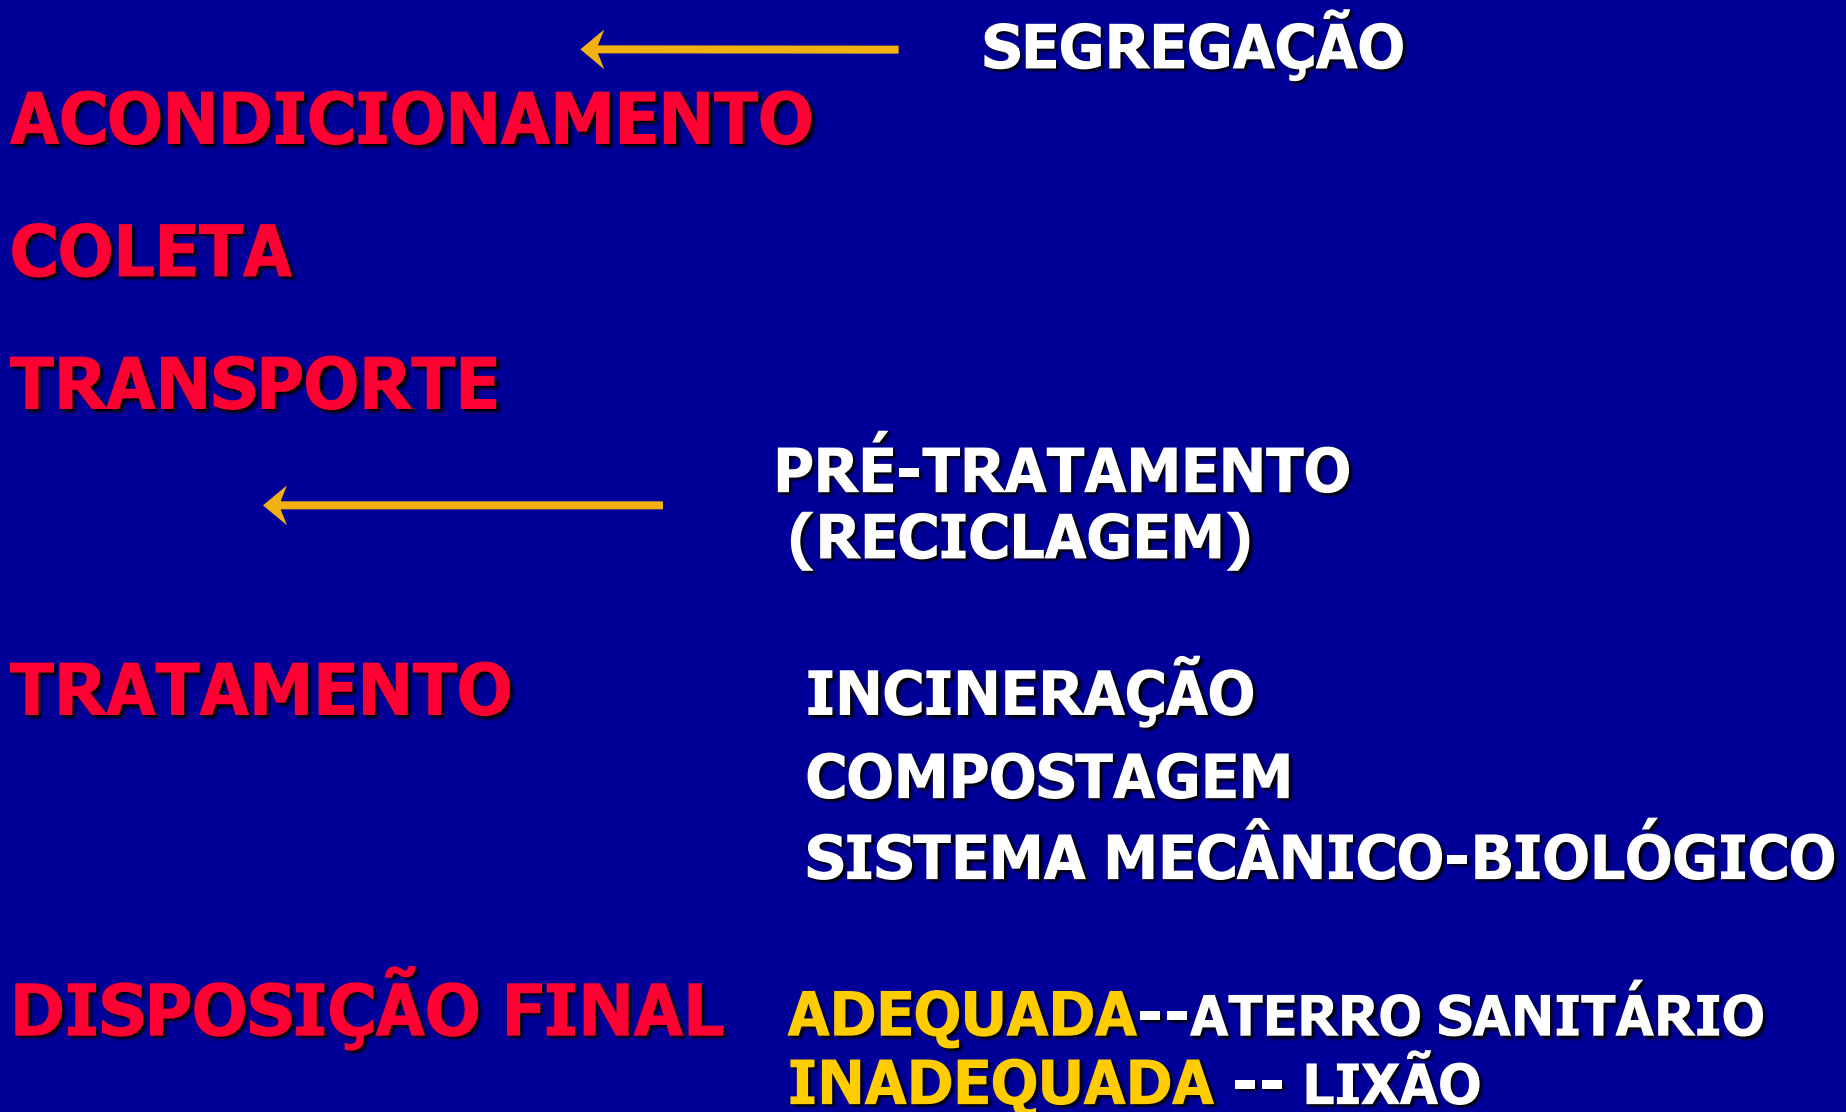 SEGREGAÇÃO
ACONDICIONAMENTO
COLETA
TRANSPORTE
PRÉ-TRATAMENTO
(RECICLAGEM)
TRATAMENTO INCINERAÇÃO
COMPOSTAGEM
SISTEMA MECÂNICO-BIOLÓGICO
DISPOSIÇÃO FINAL ADEQUADA--ATERRO SANITÁRIO
INADEQUADA -- LIXÃO